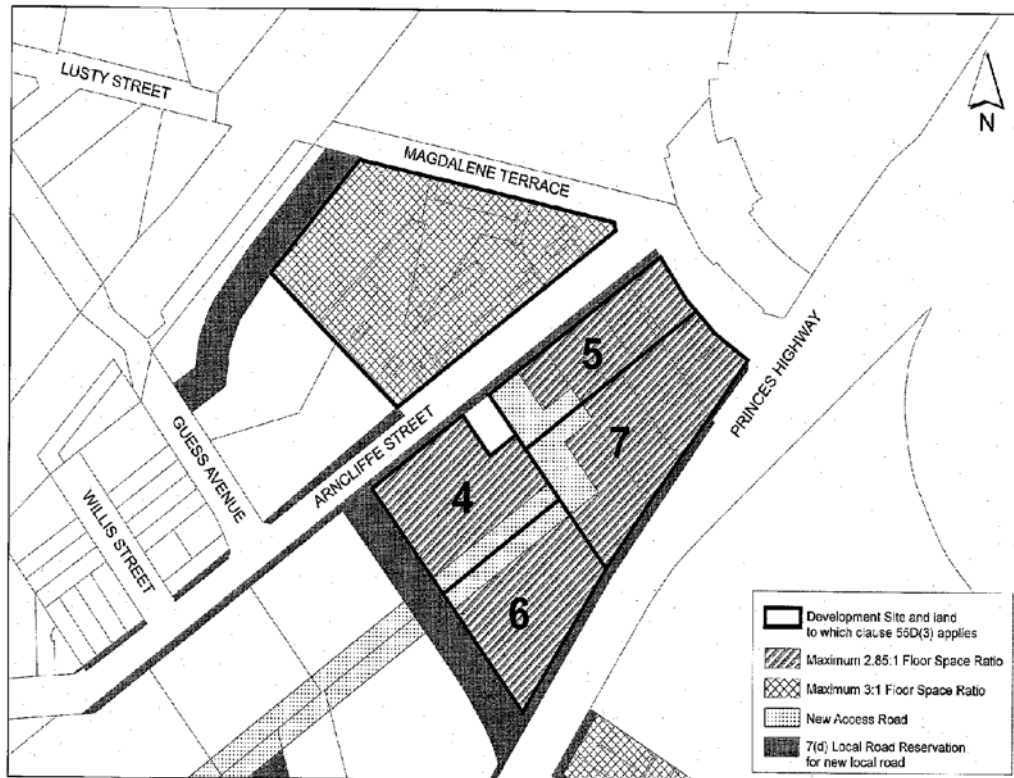 LUSTY STREET
MAGDALENE TERRACE
N
5
PRINCES HIGHWAY
7
GUESS AVENUE
ARNCLIFFE STREET
4
WILLIS STREET
6
Development Site and land
to which clause 55D(3) applies
Maximum 2.85:1 Floor Space Ratio
Maximum 3:1 Floor Space Ratio
New Access Road
7(d) Local Road Reservation
for new local road